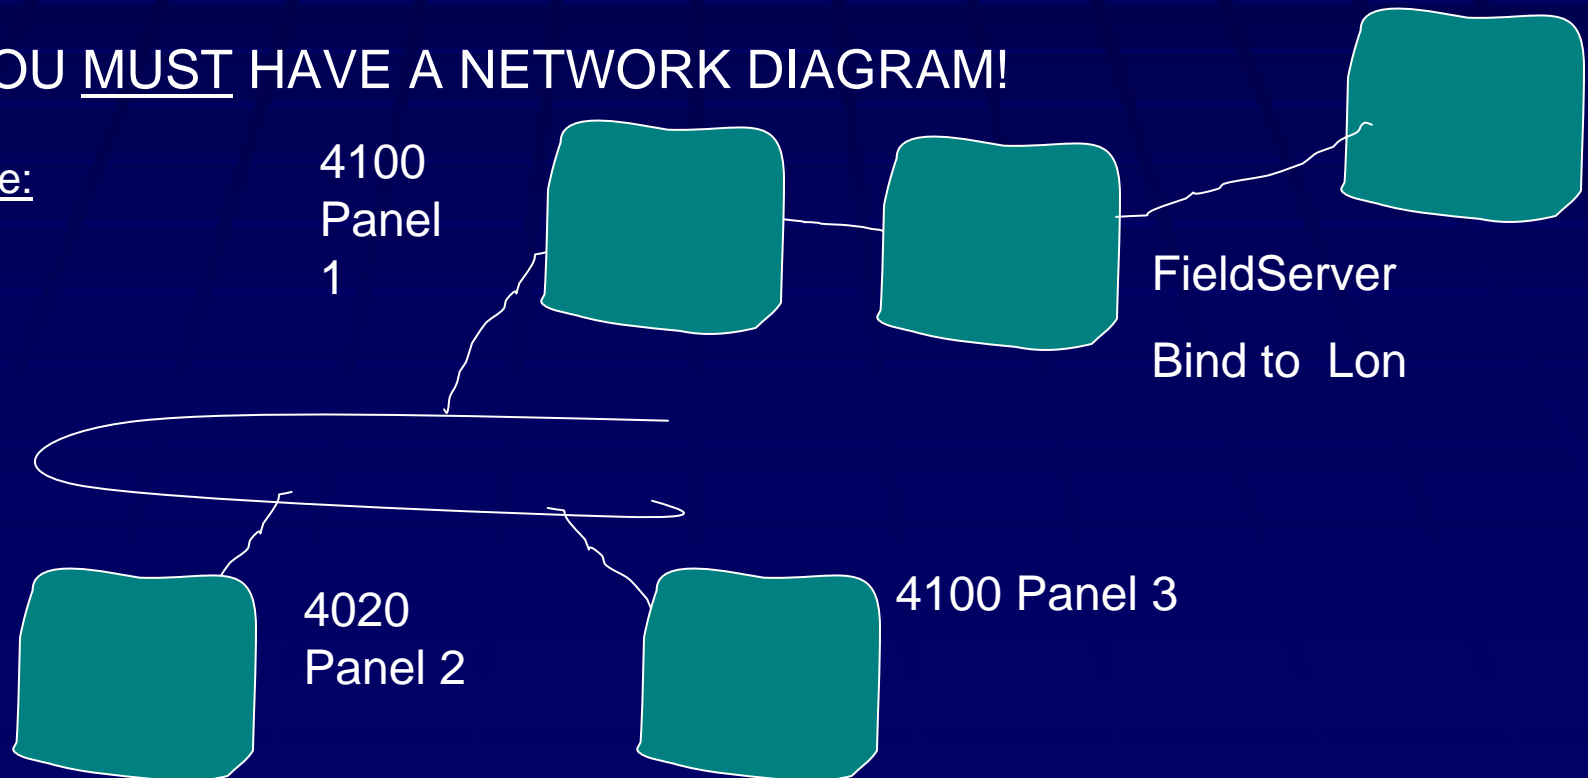 OU MUST HAVE A NETWORK DIAGRAM!
e:
4100
Panel
1
FieldServer
Bind to Lon
4020
Panel 2
4100 Panel 3